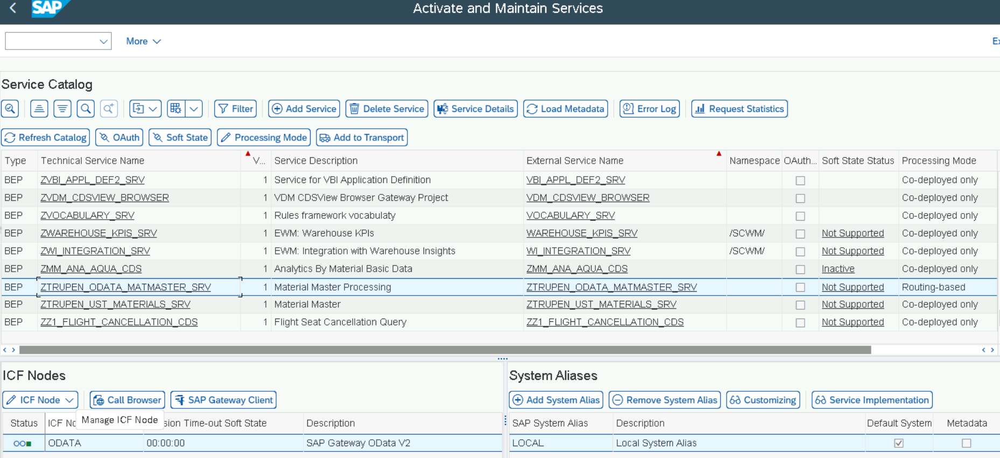 SAP Activate and Maintain Services
More
Service Catalog
Filter Add Service Delete Service Service Details Load Metadata Error Log Request Statistics
Refresh Catalog OAuth Soft State Processing Mode Add to Transport
Type Technical Service Name V... Service Description External Service Name Namespace OAuth... Soft State Status Processing Mode
BEP ZVBI_APPL_DEF2_SRV 1 Service for VBI Application Definition VBI_APPL_DEF2_SRV Co-deployed only
BEP ZVDM_CDSVIEW_BROWSER 1 VDM CDSView Browser Gateway Project VDM_CDSVIEW_BROWSER Co-deployed only
BEP ZVOCABULARY_SRV 1 Rules framework vocabulaty VOCABULARY_SRV Co-deployed only
BEP ZWAREHOUSE_KPIS_SRV 1 EWM: Warehouse KPIs WAREHOUSE_KPIS_SRV /SCWM/ Not Supported Co-deployed only
BEP ZWI_INTEGRATION_SRV 1 EWM: Integration with Warehouse Insights WI_INTEGRATION_SRV /SCWM/ Not Supported Co-deployed only
BEP ZMM_ANA_AQUA_CDS 1 Analytics By Material Basic Data ZMM_ANA_AQUA_CDS Inactive Co-deployed only
BEP ZTRUPEN_ODATA_MATMASTER_SRV 1 Material Master Processing ZTRUPEN_ODATA_MATMASTER_SRV Not Supported Routing-based
BEP ZTRUPEN_UST_MATERIALS_SRV 1 Material Master ZTRUPEN_UST_MATERIALS_SRV Not Supported Co-deployed only
BEP ZZ1_FLIGHT_CANCELLATION_CDS 1 Flight Seat Cancellation Query ZZ1_FLIGHT_CANCELLATION_CDS Not Supported Co-deployed only
ICF Nodes System Aliases
ICF Node Call Browser SAP Gateway Client Add System Alias Remove System Alias Customizing Service Implementation
Manage ICF Node
Status ICF Time-out Soft State Description SAP System Alias Description Default System Metadata
ODATA 00:00:00 SAP Gateway OData V2 LOCAL Local System Alias